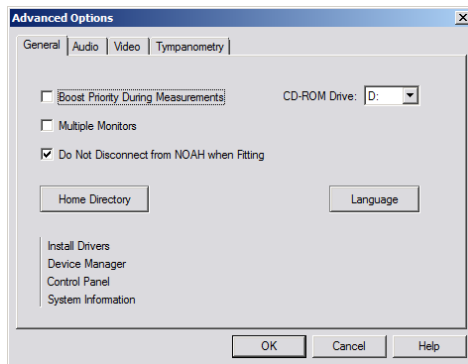 Advanced Options
General Audio Video Tympanometry
Boost Priority During Measurements CD-ROM Drive: D:
Multiple Monitors
Do Not Disconnect from NOAH when Fitting
Home Directory Language
Install Drivers
Device Manager
Control Panel
System Information
OK Cancel Help